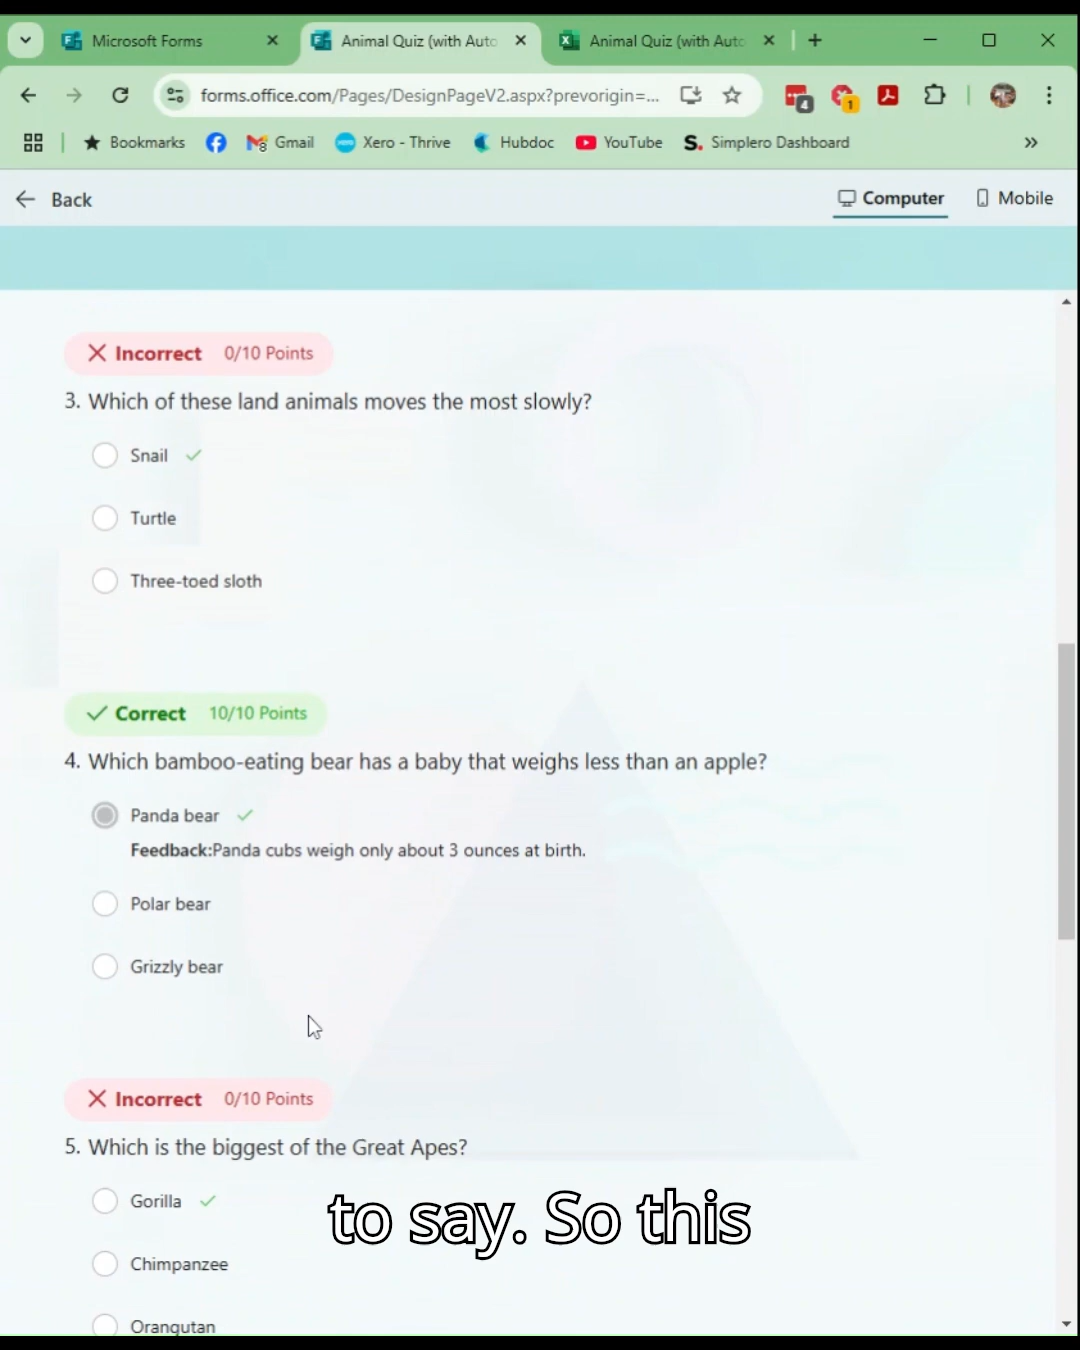 Microsoft Forms
Animal Quiz (with Auto
Animal Quiz (with Auto
forms.office.com/Pages/DesignPageV2.aspx?prevorigin=...
4
1
Bookmarks
Gmail
Xero - Thrive
Hubdoc
YouTube
S. Simplero Dashboard
Back
Computer
Mobile
Incorrect 0/10 Points
3. Which of these land animals moves the most slowly?
Snail
Turtle
Three-toed sloth
Correct 10/10 Points
4. Which bamboo-eating bear has a baby that weighs less than an apple?
Panda bear
Feedback:Panda cubs weigh only about 3 ounces at birth.
Polar bear
Grizzly bear
Incorrect 0/10 Points
5. Which is the biggest of the Great Apes?
Gorilla
to say. So this
Chimpanzee
Orangutan